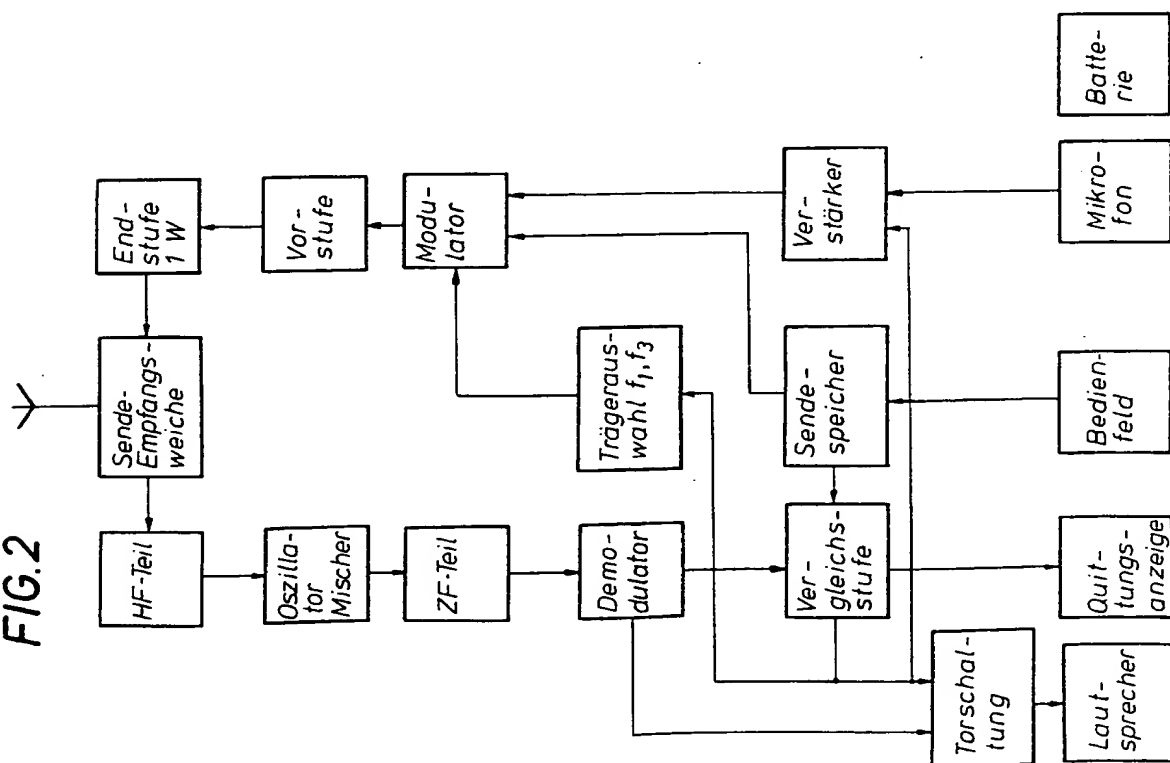 FIG.2
Sende-
Empfangs-
weiche
End-
stufe
1 W
HF-Teil
Vor-
stufe
Oszilla-
tor
Mischer
ZF-Teil
Modu-
lator
Trägeraus-
wahl f₁, f₃
Demo-
dulator
Ver-
gleichs-
stufe
Sende-
speicher
Ver-
stärker
Torschal-
tung
Laut-
sprecher
Quit-
tungs-
anzeige
Bedien-
feld
Mikro-
fon
Batte-
rie